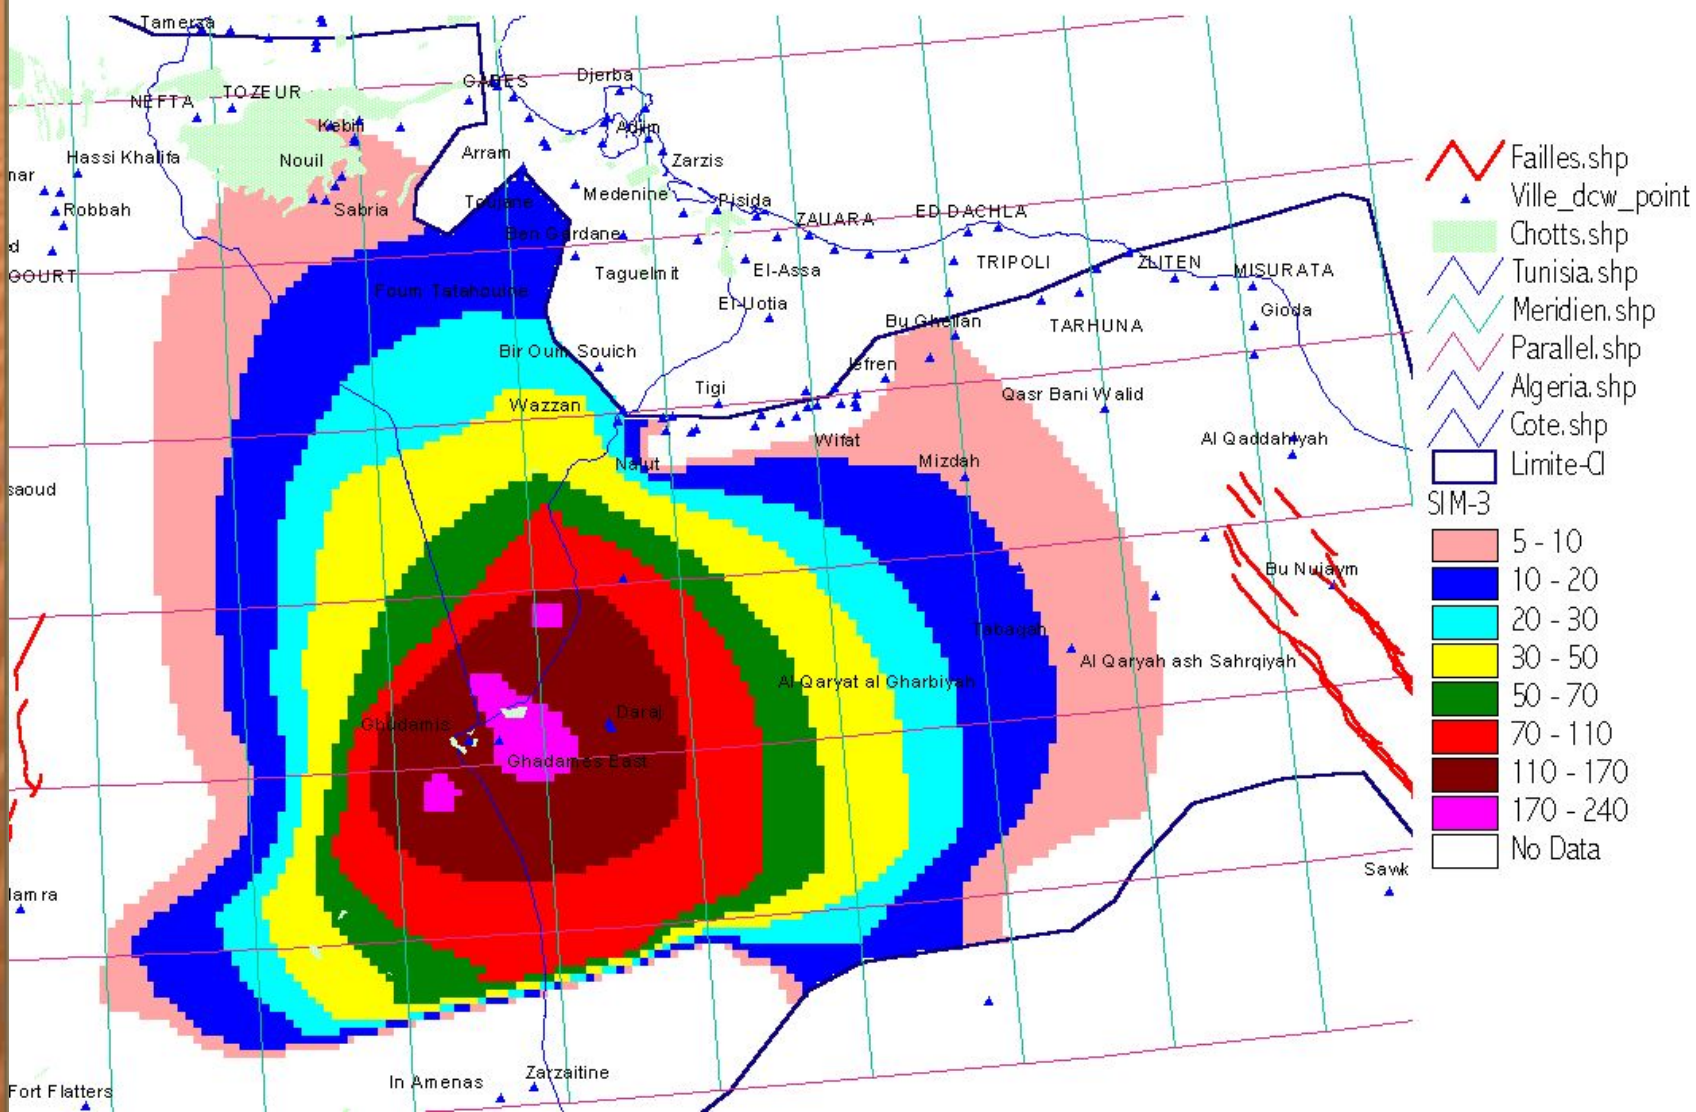 Tamerza
Djerba
GABES
TOZEUR
NEFTA
Kebili
Adjim
Hassi Khalifa
Nouil
Arram
Zarzis
nar
Medenine
Toujane
Pisida
Robbah
Sabria
ZAUARA
ED DACHLA
Ben Gardane
d
GOURT
Taguelmit
El-Assa
TRIPOLI
ZLITEN
MISURATA
Foum Tatahouine
El-Uotia
Gioda
Bu Ghelian
TARHUNA
Bir Oum Souich
Jefren
Tigi
Qasr Bani Walid
Wazzan
Wifat
Al Qaddahiyah
Nalut
Mizdah
saoud
Bu Nujaym
Tabagah
Al Qaryah ash Sahrqiyah
Al Qaryat al Gharbiyah
Ghudamis
Daraj
Ghadames East
Sawk
lamra
Zarzaitine
In Amenas
Fort Flatters
Failles.shp
Ville_dcw_point
Chotts.shp
Tunisia.shp
Meridien.shp
Parallel.shp
Algeria.shp
Cote.shp
Limite-CI
SIM-3
5 - 10
10 - 20
20 - 30
30 - 50
50 - 70
70 - 110
110 - 170
170 - 240
No Data